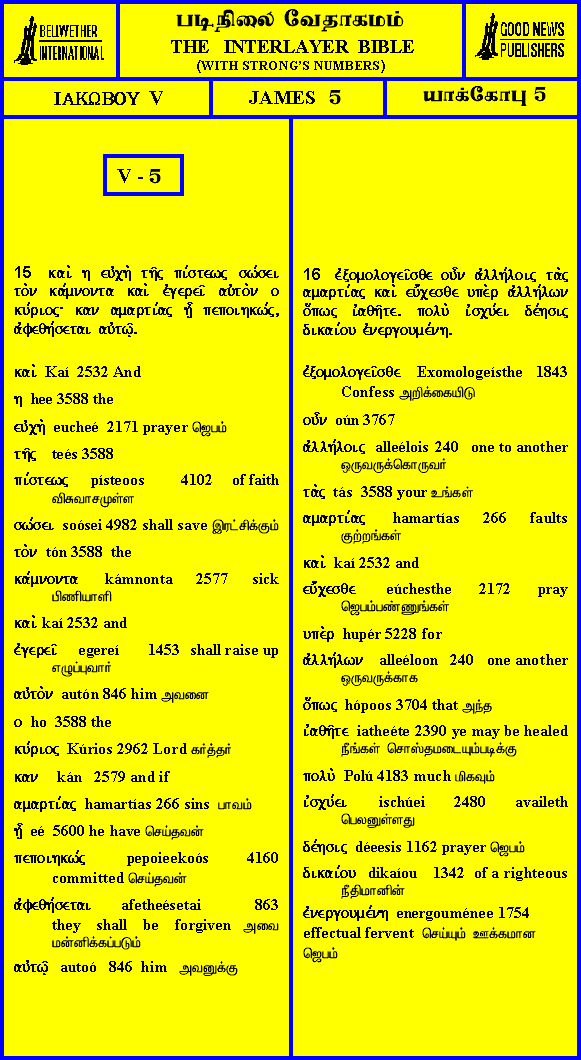 BELLWETHER
INTERNATIONAL
படிநிலை வேதாகமம்
THE INTERLAYER BIBLE
(WITH STRONG'S NUMBERS)
GOOD NEWS
PUBLISHERS
ΙΑΚΩΒΟΥ V
JAMES 5
யாக்கோபு 5
V - 5
15 καὶ η εὐχὴ τῆς πίστεως σώσει
τὸν κάμνοντα καὶ ἐγερεῖ αὐτὸν ο
κύριος· καν αμαρτίας ᾖ πεποιηκώς,
ἀφεθήσεται αὐτῷ.
καὶ Kaí 2532 And
η hee 3588 the
εὐχὴ eucheé 2171 prayer ஜெபம்
τῆς teés 3588
πίστεως písteoos 4102 of faith
விசுவாசமுள்ள
σώσει soósei 4982 shall save இரட்சிக்கும்
τὸν tón 3588 the
κάμνοντα kámnonta 2577 sick
பிணியாளி
καὶ kaí 2532 and
ἐγερεῖ egereí 1453 shall raise up
எழுப்புவார்
αὐτὸν autón 846 him அவனை
ο ho 3588 the
κύριος Kúrios 2962 Lord கர்த்தர்
καν kán 2579 and if
αμαρτίας hamartías 266 sins பாவம்
ᾖ eé 5600 he have செய்தவன்
πεποιηκώς pepoieekoós 4160
committed செய்தவன்
ἀφεθήσεται afetheésetai 863
they shall be forgiven அவை
மன்னிக்கப்படும்
αὐτῷ autoó 846 him அவனுக்கு
16 ἐξομολογεῖσθε οὖν ἀλλήλοις τὰς
αμαρτίας καὶ εὔχεσθε υπὲρ ἀλλήλων
ὅπως ἰαθῆτε. πολὺ ἰσχύει δέησις
δικαίου ἐνεργουμένη.
ἐξομολογεῖσθε Exomologeísthe 1843
Confess அறிக்கையிடு
οὖν oún 3767
ἀλλήλοις alleélois 240 one to another
ஒருவருக்கொருவர்
τὰς tás 3588 your உங்கள்
αμαρτίας hamartías 266 faults
குற்றங்கள்
καὶ kaí 2532 and
εὔχεσθε eúchesthe 2172 pray
ஜெபம்பண்ணுங்கள்
υπὲρ hupér 5228 for
ἀλλήλων alleéloon 240 one another
ஒருவருக்காக
ὅπως hópoos 3704 that அந்த
ἰαθῆτε iatheéte 2390 ye may be healed
நீங்கள் சொஸ்தமடையும்படிக்கு
πολὺ Polú 4183 much மிகவும்
ἰσχύει ischúei 2480 availeth
பெலனுள்ளது
δέησις déeesis 1162 prayer ஜெபம்
δικαίου dikaíou 1342 of a righteous
நீதிமானின்
ἐνεργουμένη energouménee 1754
effectual fervent செய்யும் ஊக்கமான
ஜெபம்